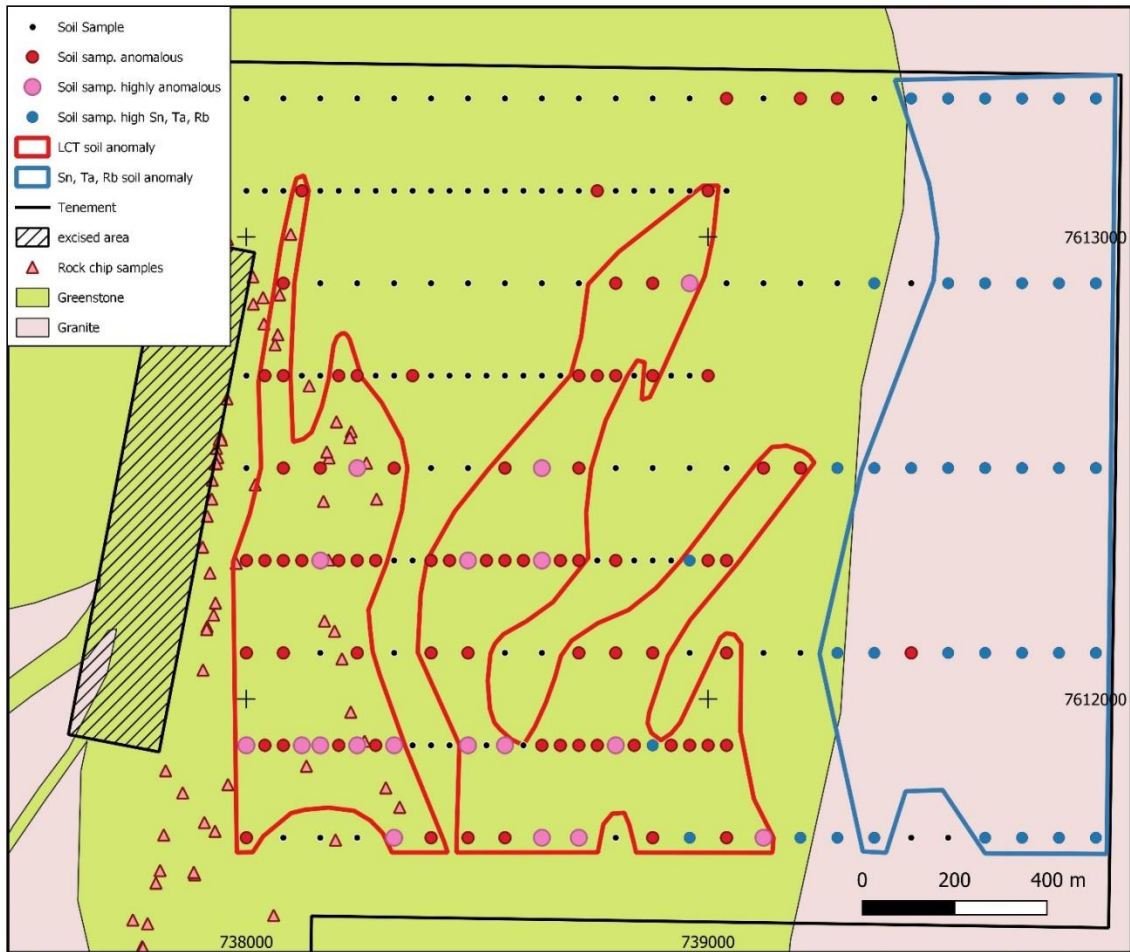 Soil Sample
Soil samp. anomalous
Soil samp. highly anomalous
Soil samp. high Sn, Ta, Rb
LCT soil anomaly
Sn, Ta, Rb soil anomaly
Tenement
excised area
Rock chip samples
Greenstone
Granite
7613000
7612000
0 200 400 m
738000 739000